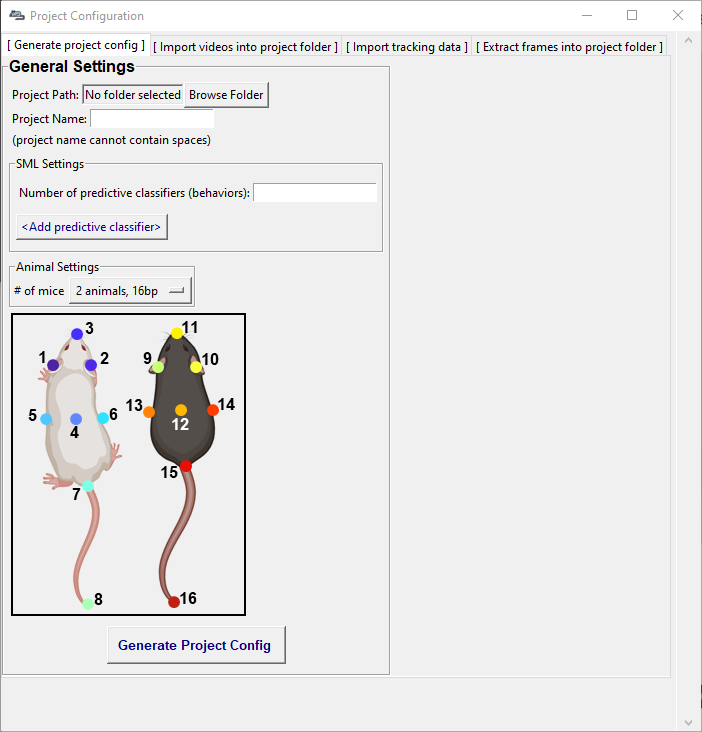 Project Configuration
[ Generate project config ] [ Import videos into project folder ] [ Import tracking data ] [ Extract frames into project folder ]
General Settings
Project Path: No folder selected Browse Folder
Project Name:
(project name cannot contain spaces)
SML Settings
Number of predictive classifiers (behaviors):
<Add predictive classifier>
Animal Settings
# of mice 2 animals, 16bp
3 11
1 2 9 10
5 6 13 14
4 12
15
7
8 16
Generate Project Config